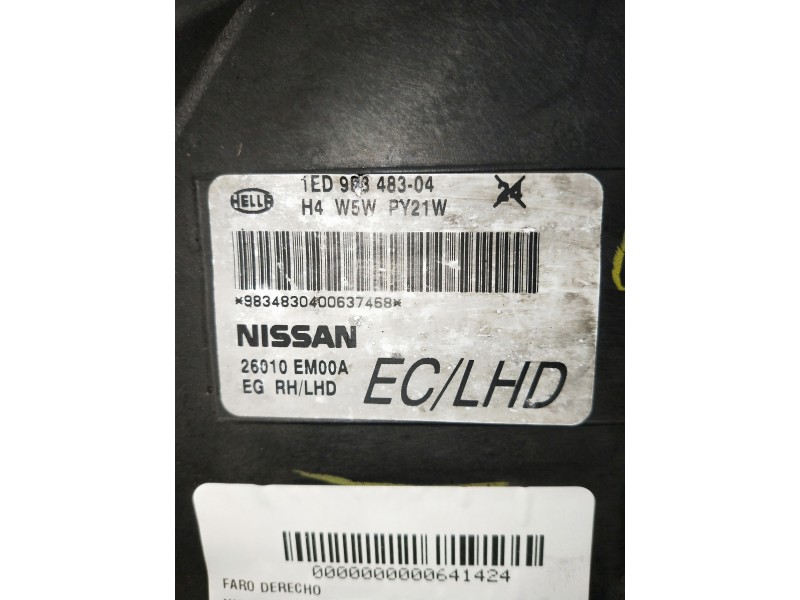 HELLA
1ED 963 483-04
24
H4 W5W PY21W
*9834830400637468*
NISSAN
26010 EM00A
EG RH/LHD
EC/LHD
0000000000641424
FARO DERECHO